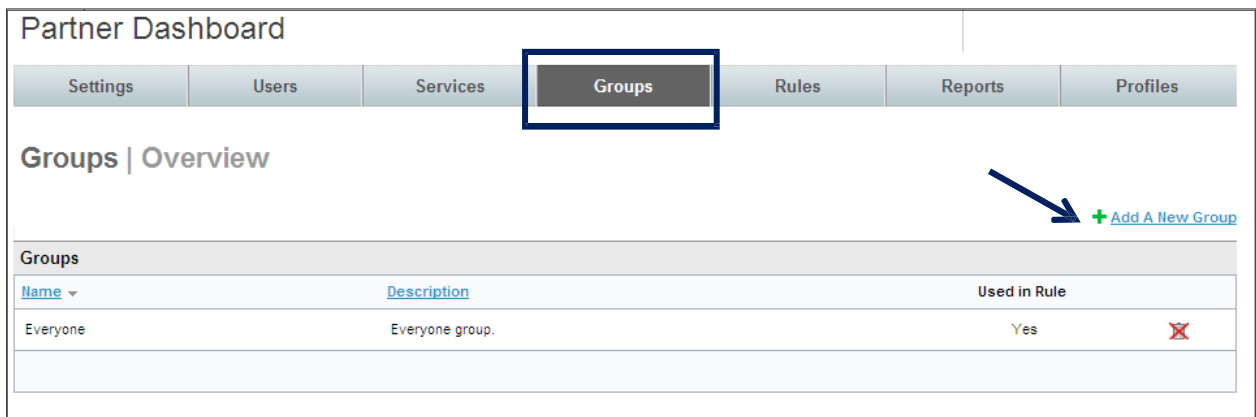 Partner Dashboard
Settings Users Services Groups Rules Reports Profiles
Groups | Overview
Add A New Group
Groups
Name Description Used in Rule
Everyone Everyone group. Yes